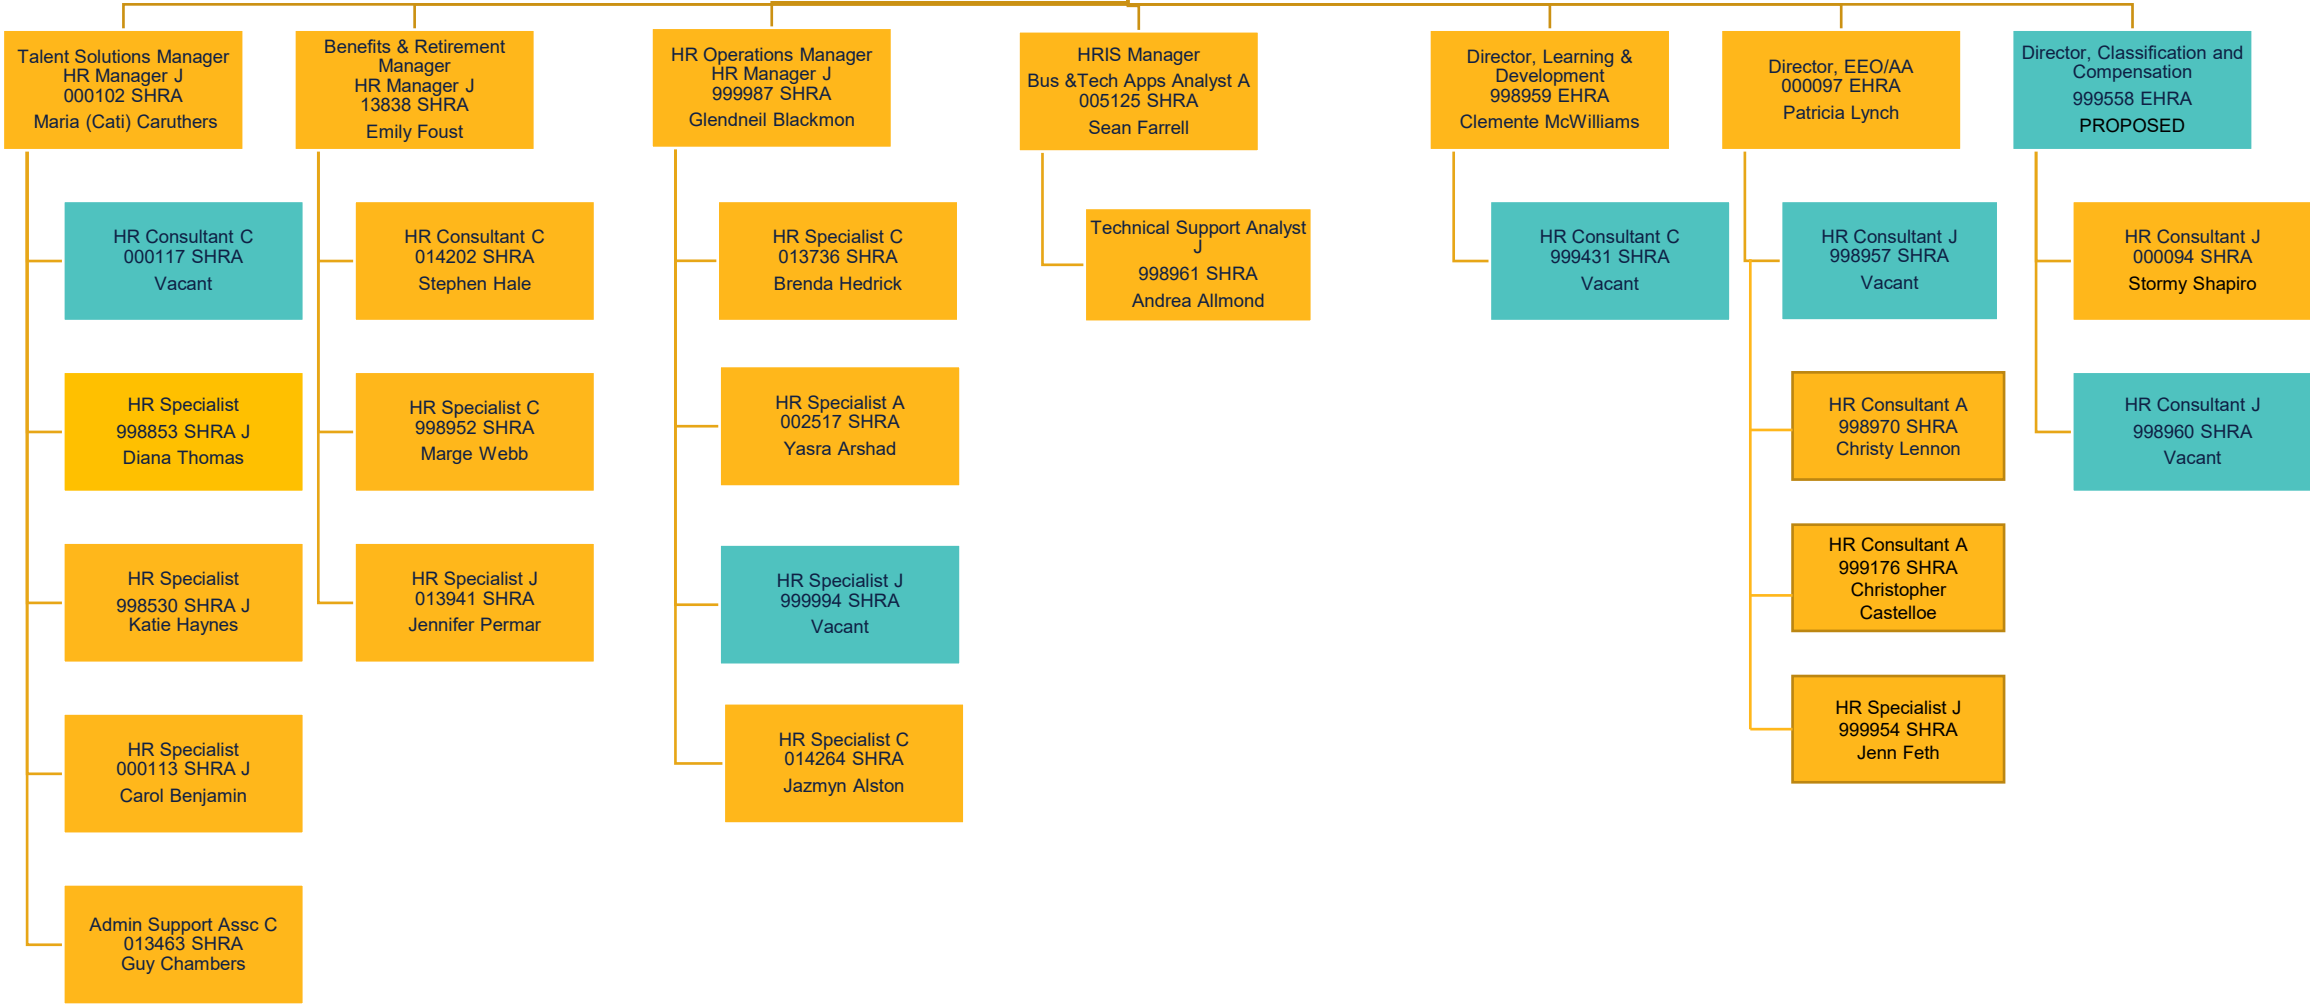 Talent Solutions Manager
HR Manager J
000102 SHRA
Maria (Cati) Caruthers
HR Consultant C
000117 SHRA
Vacant
HR Specialist
998853 SHRA J
Diana Thomas
HR Specialist
998530 SHRA J
Katie Haynes
HR Specialist
000113 SHRA J
Carol Benjamin
Admin Support Assc C
013463 SHRA
Guy Chambers
Benefits & Retirement
Manager
HR Manager J
13838 SHRA
Emily Foust
HR Consultant C
014202 SHRA
Stephen Hale
HR Specialist C
998952 SHRA
Marge Webb
HR Specialist J
013941 SHRA
Jennifer Permar
HR Operations Manager
HR Manager J
999987 SHRA
Glendneil Blackmon
HR Specialist C
013736 SHRA
Brenda Hedrick
HR Specialist A
002517 SHRA
Yasra Arshad
HR Specialist J
999994 SHRA
Vacant
HR Specialist C
014264 SHRA
Jazmyn Alston
HRIS Manager
Bus &Tech Apps Analyst A
005125 SHRA
Sean Farrell
Technical Support Analyst
J
998961 SHRA
Andrea Allmond
Director, Learning &
Development
998959 EHRA
Clemente McWilliams
HR Consultant C
999431 SHRA
Vacant
Director, EEO/AA
000097 EHRA
Patricia Lynch
HR Consultant J
998957 SHRA
Vacant
HR Consultant A
998970 SHRA
Christy Lennon
HR Consultant A
999176 SHRA
Christopher
Castelloe
HR Specialist J
999954 SHRA
Jenn Feth
Director, Classification and
Compensation
999558 EHRA
PROPOSED
HR Consultant J
000094 SHRA
Stormy Shapiro
HR Consultant J
998960 SHRA
Vacant